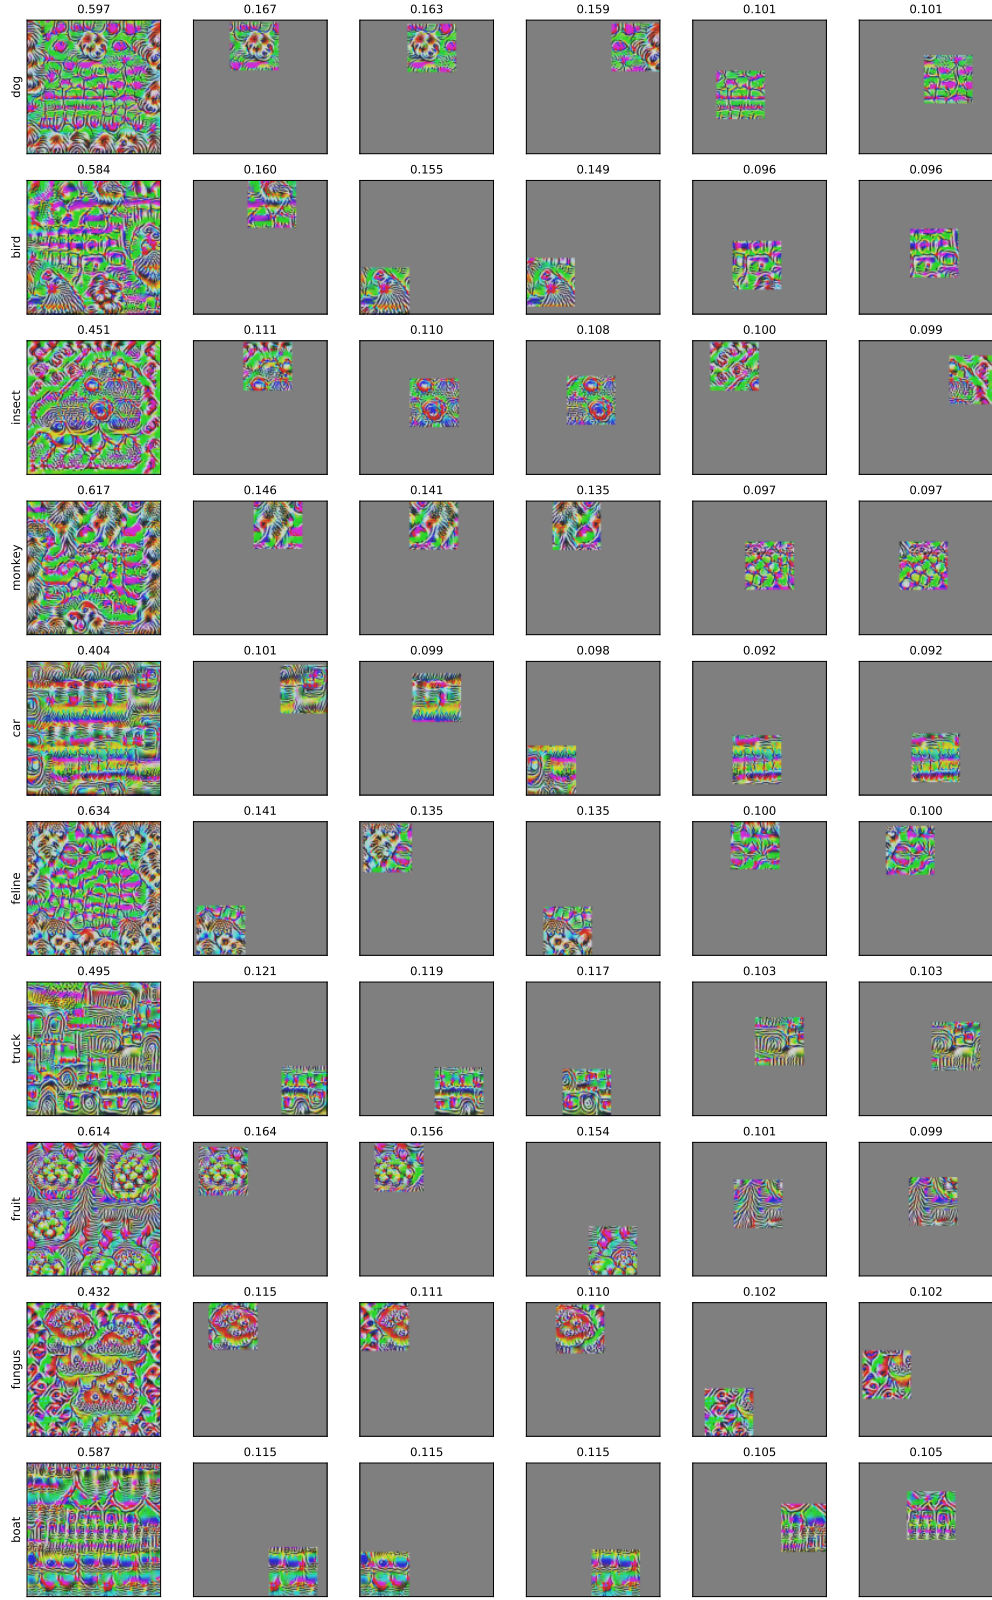 0.597 0.167 0.163 0.159 0.101 0.101
dog
0.584 0.160 0.155 0.149 0.096 0.096
bird
0.451 0.111 0.110 0.108 0.100 0.099
insect
0.617 0.146 0.141 0.135 0.097 0.097
monkey
0.404 0.101 0.099 0.098 0.092 0.092
car
0.634 0.141 0.135 0.135 0.100 0.100
feline
0.495 0.121 0.119 0.117 0.103 0.103
truck
0.614 0.164 0.156 0.154 0.101 0.099
fruit
0.432 0.115 0.111 0.110 0.102 0.102
fungus
0.587 0.115 0.115 0.115 0.105 0.105
boat